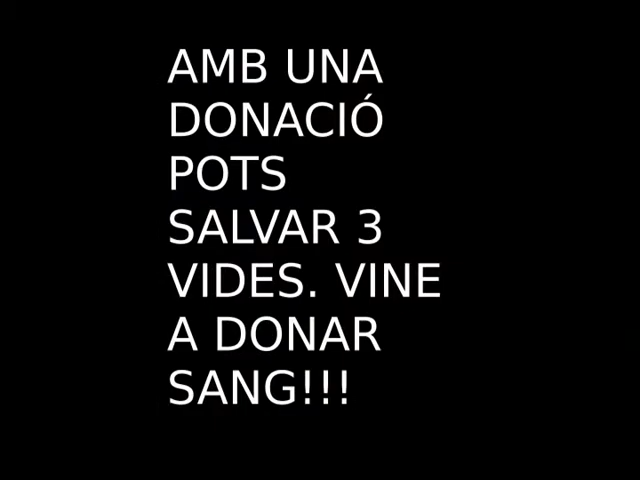 AMB UNA
DONACIÓ
POTS
SALVAR 3
VIDES. VINE
A DONAR
SANG!!!